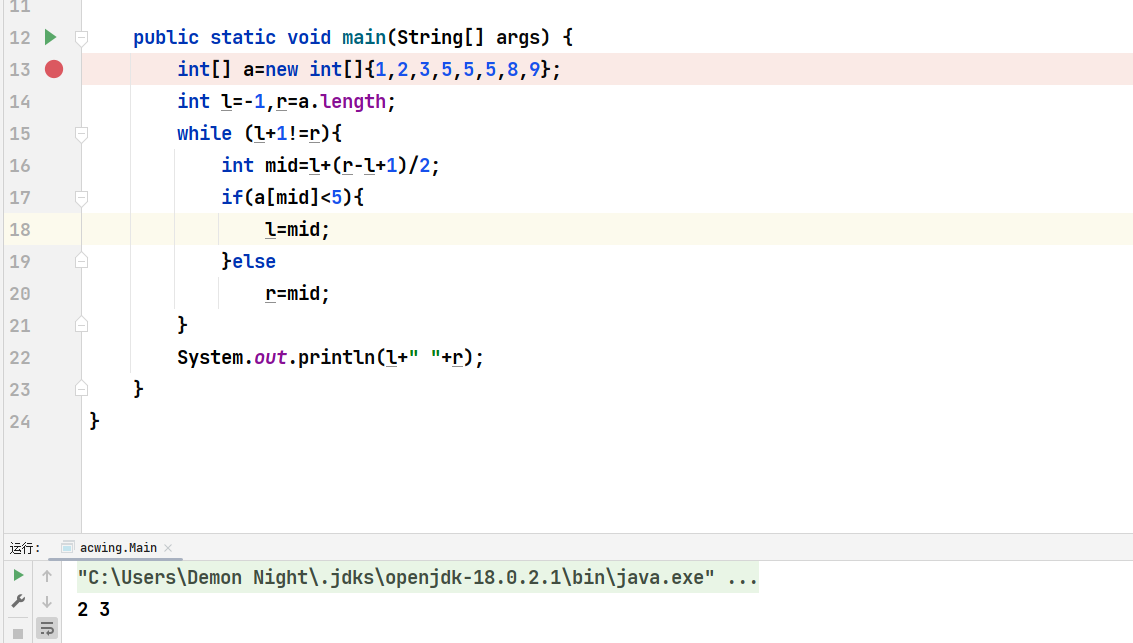 11
12 public static void main(String[] args) {
13 int[] a=new int[]{1,2,3,5,5,5,8,9};
14 int l=-1,r=a.length;
15 while (l+1!=r){
16 int mid=l+(r-l+1)/2;
17 if(a[mid]<5){
18 l=mid;
19 }else
20 r=mid;
21 }
22 System.out.println(l+" "+r);
23 }
24 }
运行: acwing.Main ×
"C:\Users\Demon Night\.jdks\openjdk-18.0.2.1\bin\java.exe" ...
2 3